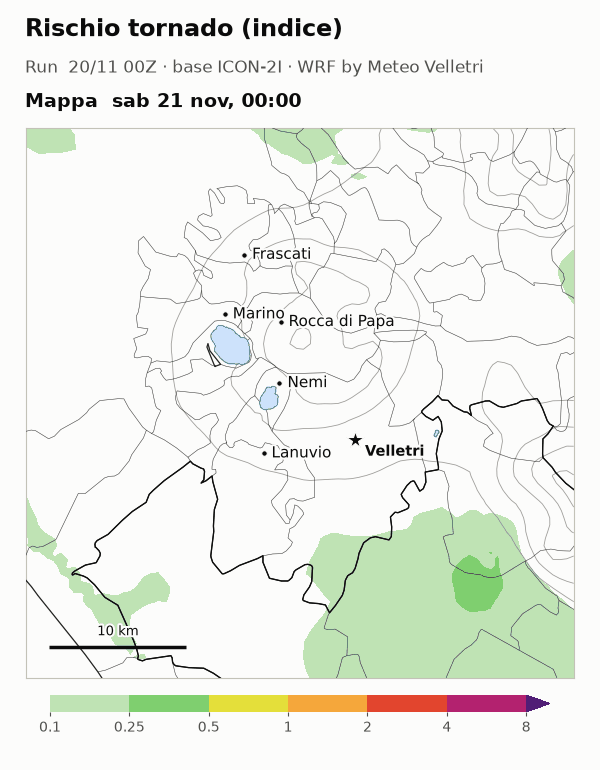 Rischio tornado (indice)
Run 20/11 00Z · base ICON-2I · WRF by Meteo Velletri
Mappa sab 21 nov, 00:00
Frascati
Marino
Rocca di Papa
Nemi
Velletri
Lanuvio
10 km
0.1 0.25 0.5 1 2 4 8